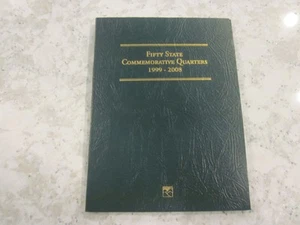 FIFTY STATE
COMMEMORATIVE QUARTERS
1999 - 2008